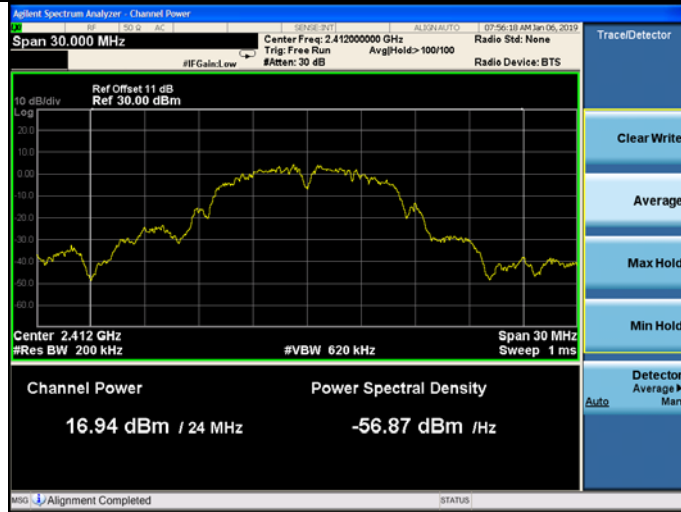 Agilent Spectrum Analyzer - Channel Power
RF 50 Ω AC SENSE:INT ALIGNAUTO 07:56:18 AM Jan 06, 2019
Span 30.000 MHz
Center Freq: 2.412000000 GHz Radio Std: None
Trig: Free Run Avg|Hold:> 100/100
#IFGain:Low #Atten: 30 dB Radio Device: BTS
Ref Offset 11 dB
10 dB/div Ref 30.00 dBm
Log
20.0
10.0
0.00
-10.0
-20.0
-30.0
-40.0
-50.0
-60.0
Center 2.412 GHz Span 30 MHz
#Res BW 200 kHz #VBW 620 kHz Sweep 1 ms
Channel Power Power Spectral Density
16.94 dBm / 24 MHz -56.87 dBm /Hz
MSG Alignment Completed STATUS
Trace/Detector
Clear Write
Average
Max Hold
Min Hold
Detector
Average
Auto Man